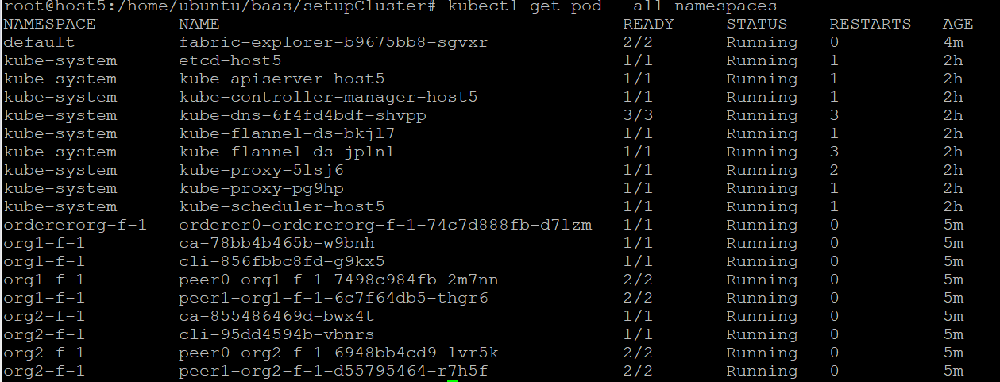 root@host5:/home/ubuntu/baas/setupCluster# kubectl get pod --all-namespaces
NAMESPACE NAME READY STATUS RESTARTS AGE
default fabric-explorer-b9675bb8-sgvxr 2/2 Running 0 4m
kube-system etcd-host5 1/1 Running 1 2h
kube-system kube-apiserver-host5 1/1 Running 1 2h
kube-system kube-controller-manager-host5 1/1 Running 1 2h
kube-system kube-dns-6f4fd4bdf-shvpp 3/3 Running 3 2h
kube-system kube-flannel-ds-bkjl7 1/1 Running 1 2h
kube-system kube-flannel-ds-jplnl 1/1 Running 3 2h
kube-system kube-proxy-5lsj6 1/1 Running 2 2h
kube-system kube-proxy-pg9hp 1/1 Running 1 2h
kube-system kube-scheduler-host5 1/1 Running 1 2h
ordererorg-f-1 orderer0-ordererorg-f-1-74c7d888fb-d7lzm 1/1 Running 0 5m
org1-f-1 ca-78bb4b465b-w9bnh 1/1 Running 0 5m
org1-f-1 cli-856fbbc8fd-g9kx5 1/1 Running 0 5m
org1-f-1 peer0-org1-f-1-7498c984fb-2m7nn 2/2 Running 0 5m
org1-f-1 peer1-org1-f-1-6c7f64db5-thgr6 2/2 Running 0 5m
org2-f-1 ca-855486469d-bwx4t 1/1 Running 0 5m
org2-f-1 cli-95dd4594b-vbnrs 1/1 Running 0 5m
org2-f-1 peer0-org2-f-1-6948bb4cd9-lvr5k 2/2 Running 0 5m
org2-f-1 peer1-org2-f-1-d55795464-r7h5f 2/2 Running 0 5m